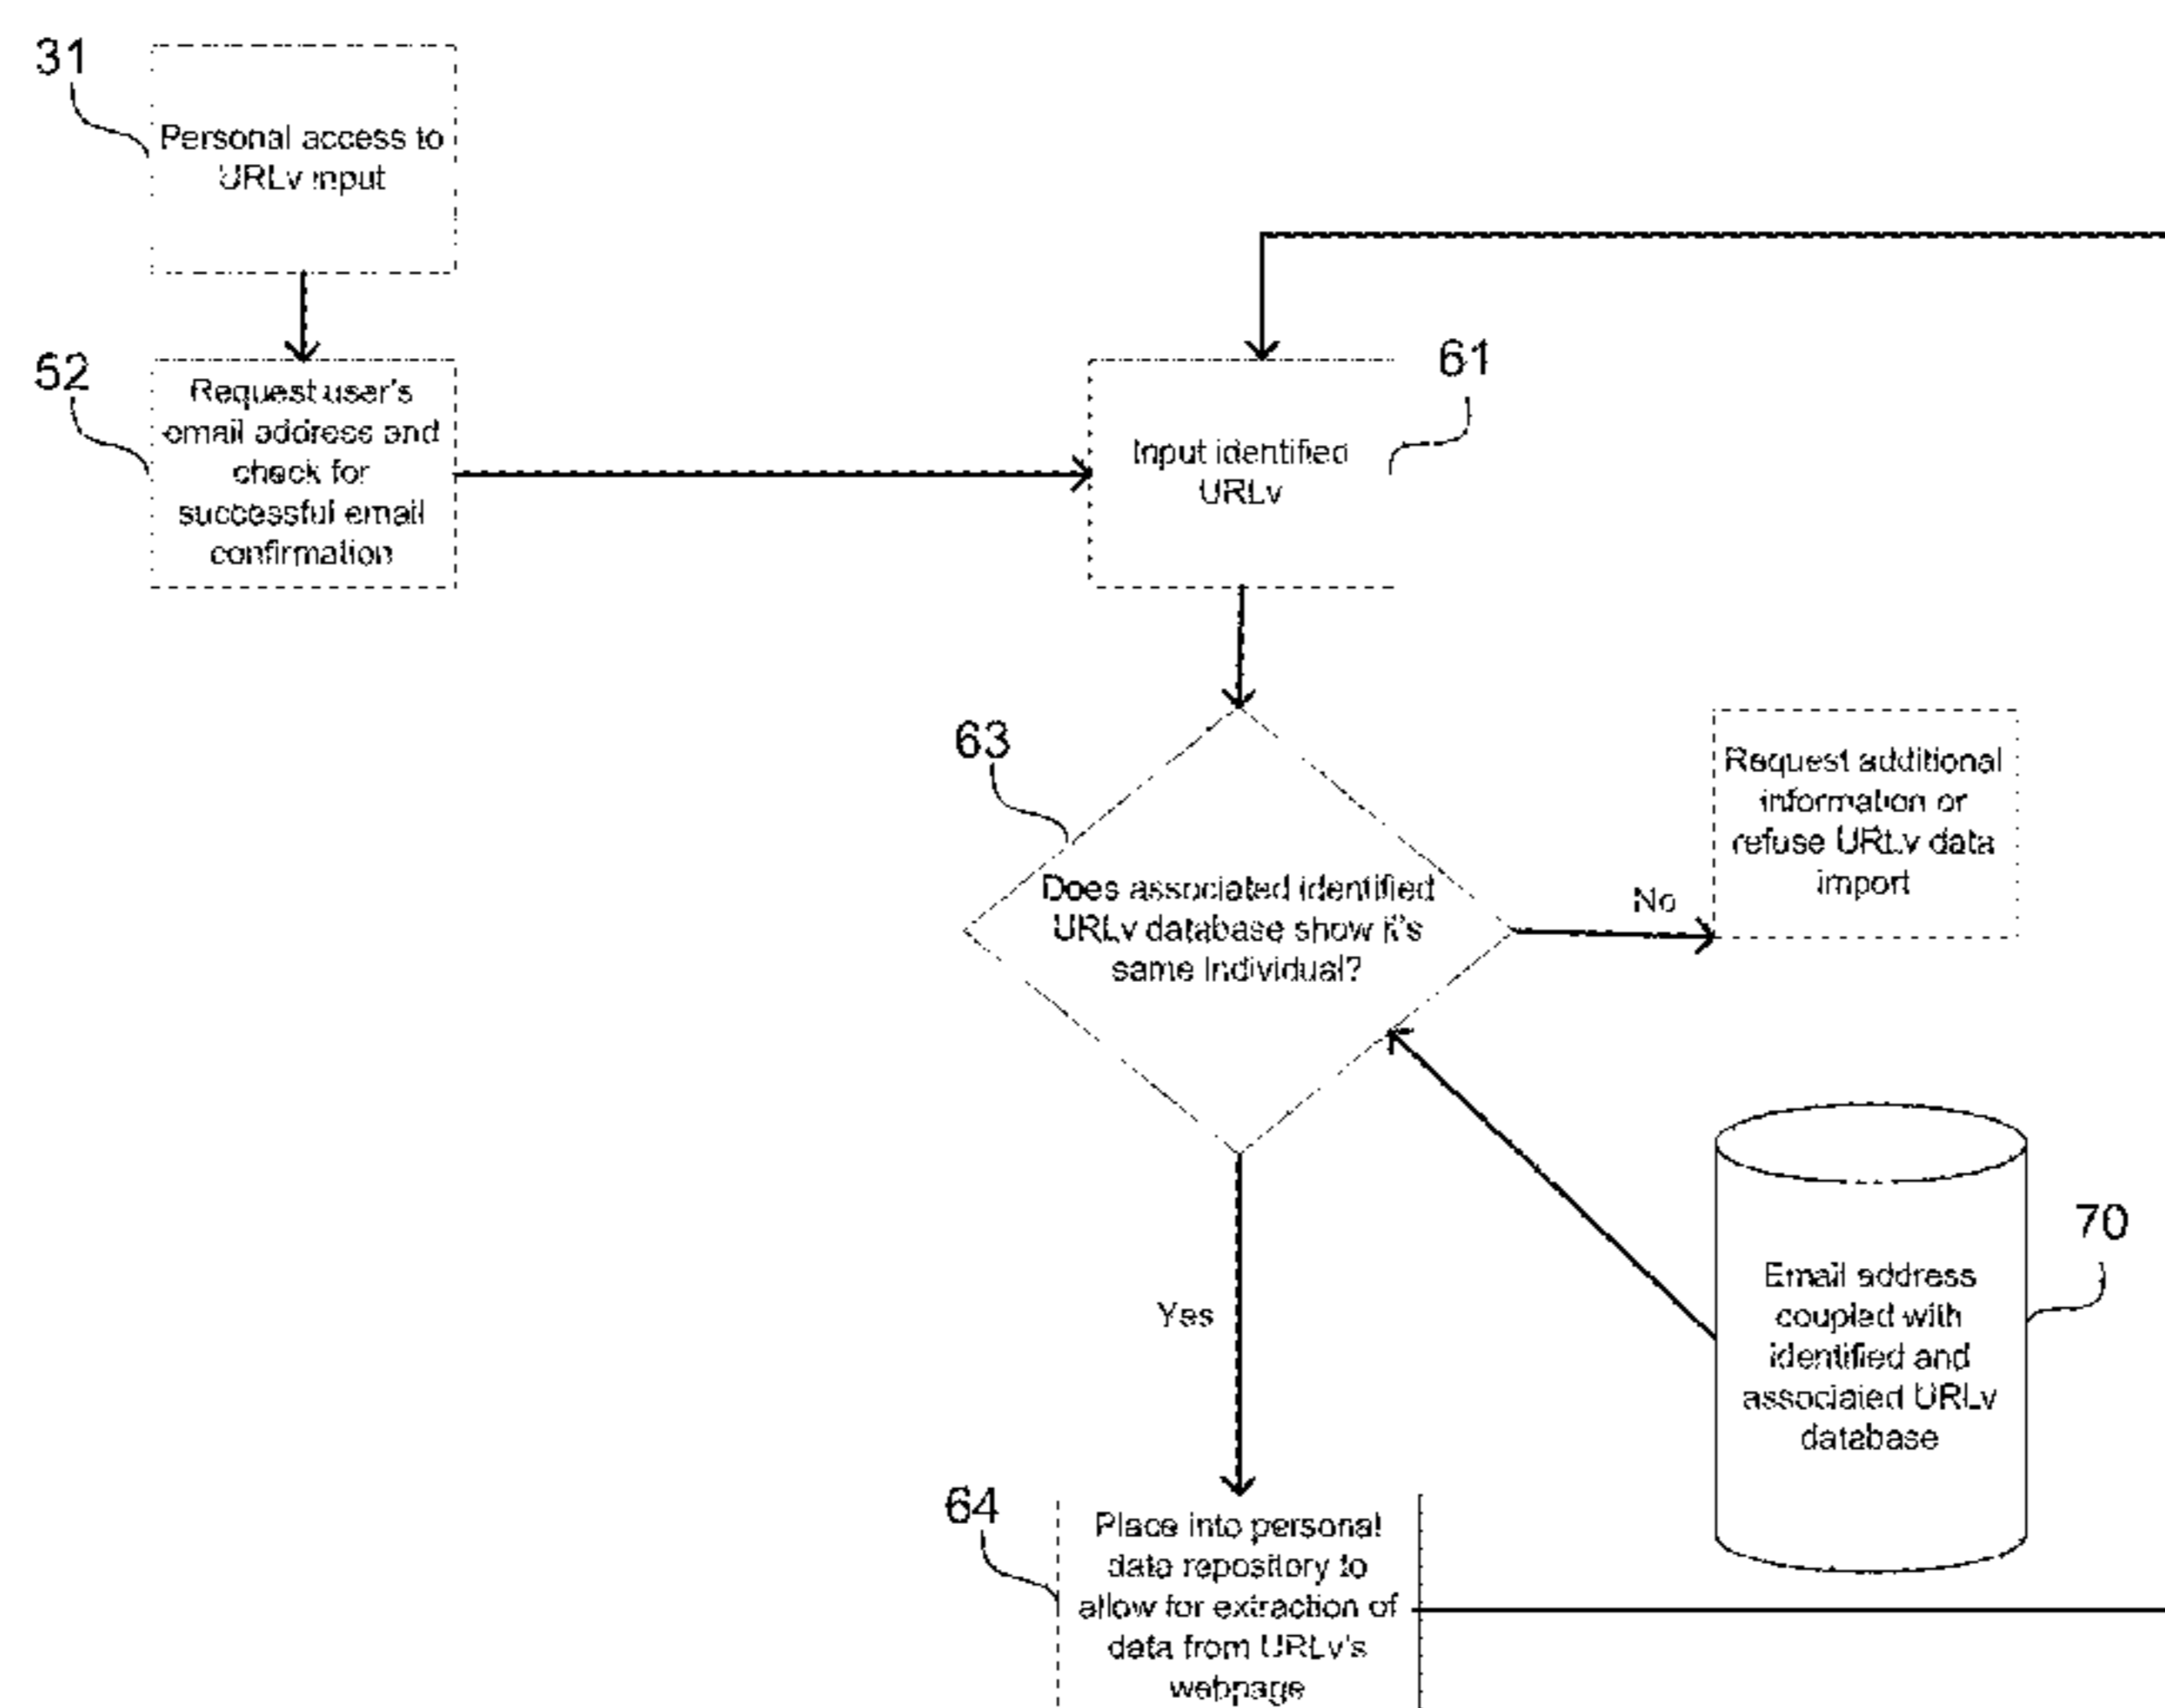 31
Personal access to
URLv input
52
Request user's
email address and
check for
successful email
confirmation
61
Input identified
URLv
63
Does associated identified
URLv database show it's
same Individual?
No
Request additional
information or
refuse URLv data
import
Yes
70
Email address
coupled with
identified and
associated URLv
database
64
Place into personal
data repository to
allow for extraction of
data from URLv's
webpage